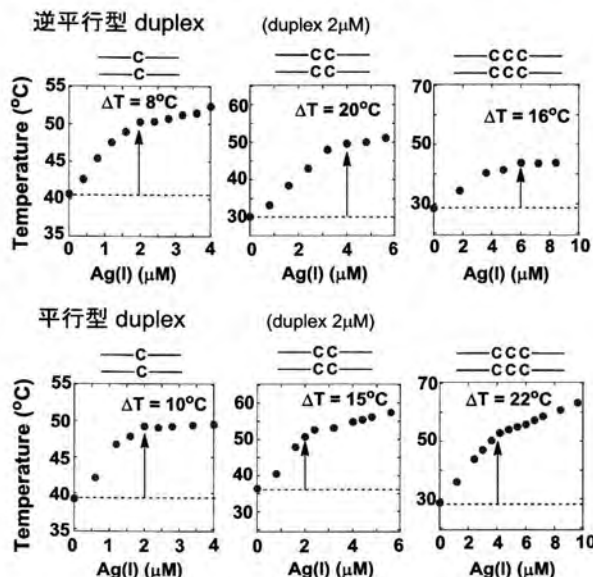 逆平行型 duplex (duplex 2μM)
C CC CCC
C CC CCC
Temperature (°C)
55 50 45 40 35
ΔT = 8°C
0 1 2 3 4
Ag(I) (μM)
60 50 40 30
ΔT = 20°C
0 2 4 6
Ag(I) (μM)
70 50 30
ΔT = 16°C
0 2 4 6 8 10
Ag(I) (μM)
平行型 duplex (duplex 2μM)
C CC CCC
C CC CCC
Temperature (°C)
55 50 45 40 35
ΔT = 10°C
0 1 2 3 4
Ag(I) (μM)
60 50 40 30
ΔT = 15°C
0 2 4 6
Ag(I) (μM)
70 50 30
ΔT = 22°C
0 2 4 6 8 10
Ag(I) (μM)